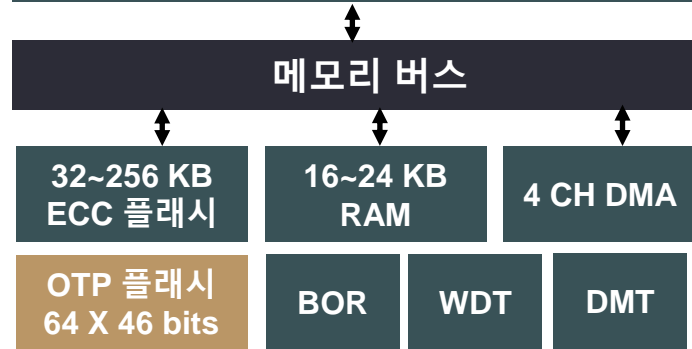 메모리 버스
32~256 KB
ECC 플래시
16~24 KB
RAM
4 CH DMA
OTP 플래시
64 X 46 bits
BOR
WDT
DMT